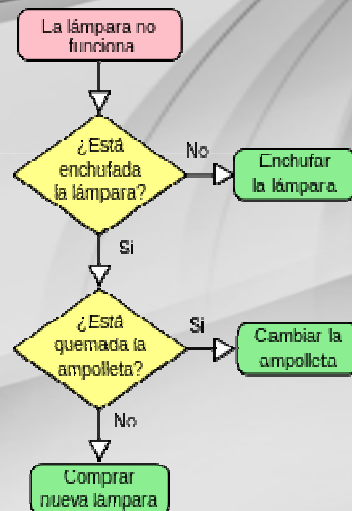 La lámpara no
funciona
¿Está
enchufada
la lámpara?
No
Enchufar
la lámpara
Si
¿Está
quemada la
ampolleta?
Si
Cambiar la
ampolleta
No
Comprar
nueva lámpara